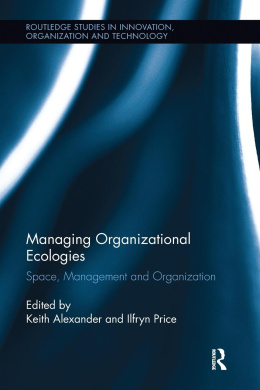 ROUTLEDGE STUDIES IN INNOVATION,
ORGANIZATION AND TECHNOLOGY
Managing Organizational
Ecologies
Space, Management and Organization
Edited by
Keith Alexander and Ilfryn Price
R
ROUTLEDGE